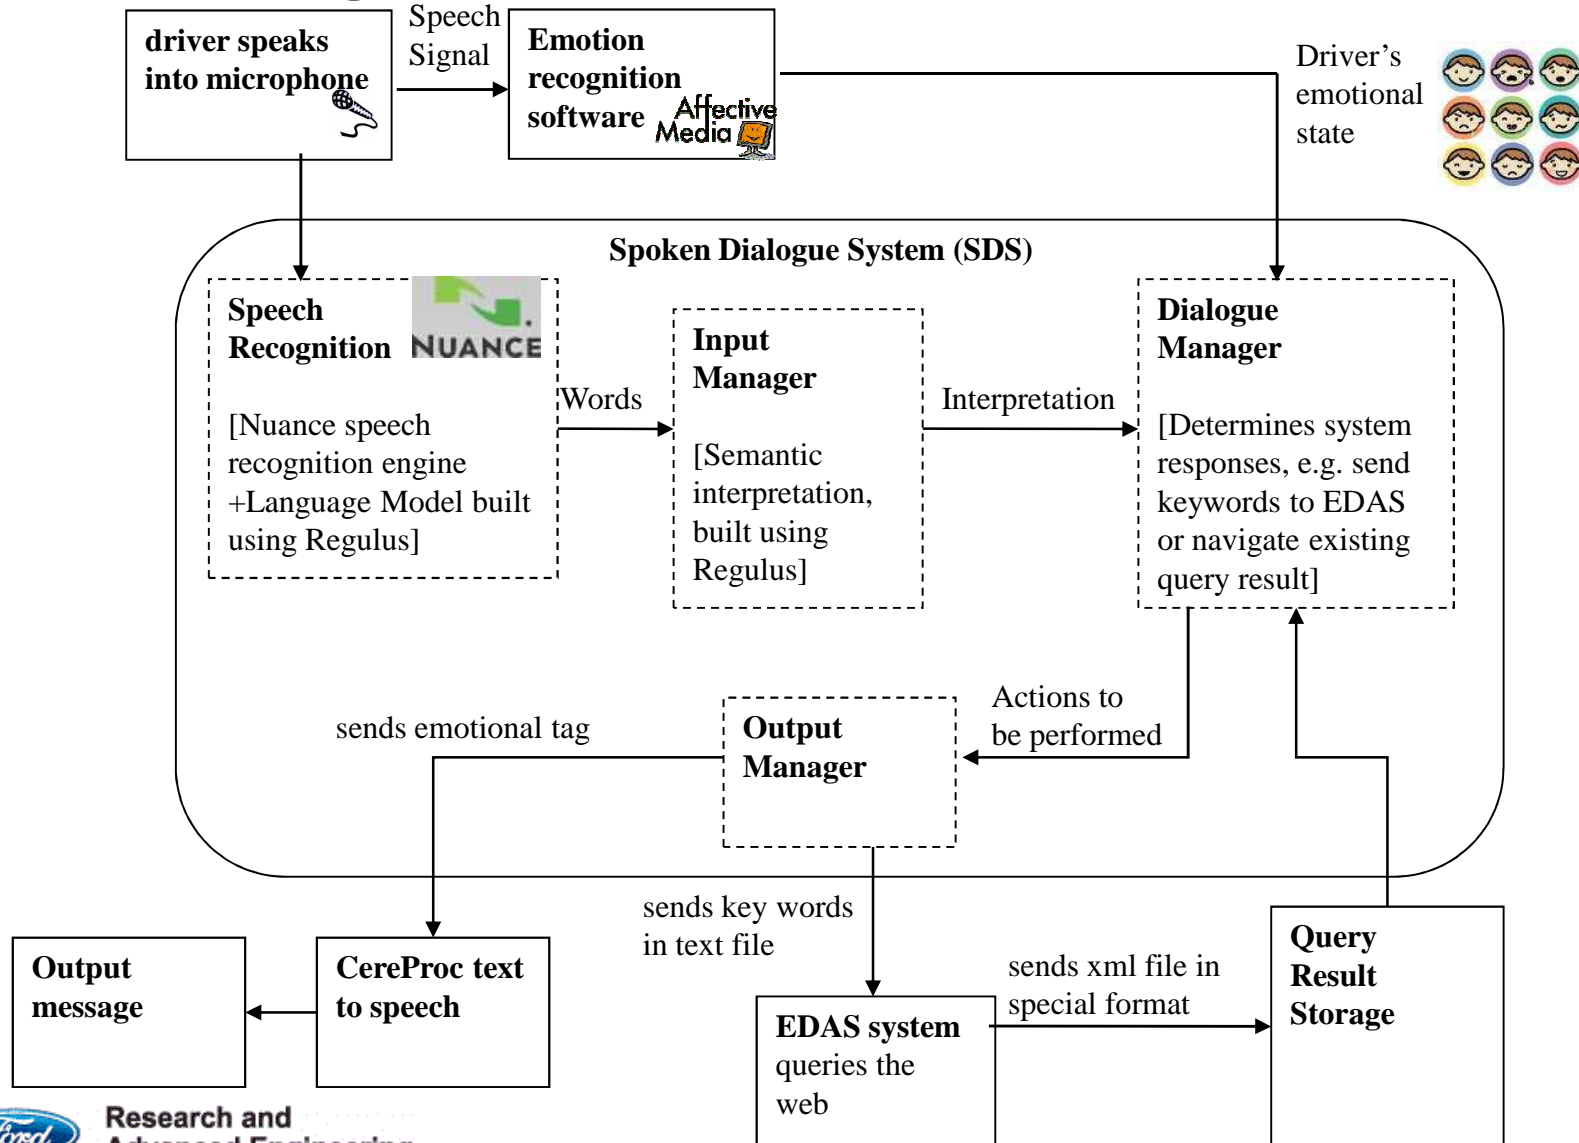 driver speaks
into microphone
Speech
Signal
Emotion
recognition
software
Affective
Media
Driver's
emotional
state
Spoken Dialogue System (SDS)
Speech
Recognition
NUANCE
[Nuance speech
recognition engine
+Language Model built
using Regulus]
Words
Input
Manager
[Semantic
interpretation,
built using
Regulus]
Interpretation
Dialogue
Manager
[Determines system
responses, e.g. send
keywords to EDAS
or navigate existing
query result]
sends emotional tag
Output
Manager
Actions to
be performed
Output
message
CereProc text
to speech
sends key words
in text file
EDAS system
queries the
web
sends xml file in
special format
Query
Result
Storage
Ford
Research and
Advanced Engineering